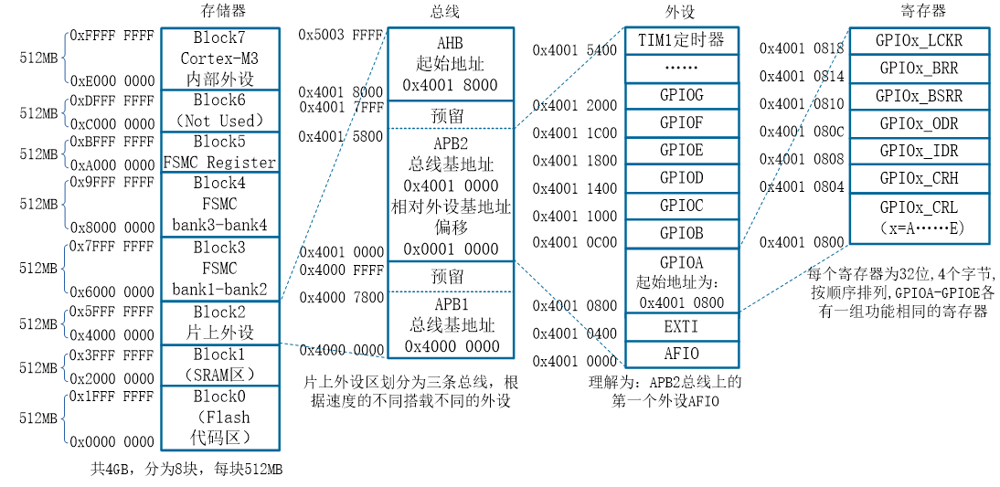 存储器
0xFFFF FFFF
Block7
Cortex-M3
内部外设
512MB
0xE000 0000
0xDFFF FFFF
Block6
(Not Used)
512MB
0xC000 0000
0xBFFF FFFF
Block5
FSMC Register
512MB
0xA000 0000
0x9FFF FFFF
Block4
FSMC
bank3-bank4
512MB
0x8000 0000
0x7FFF FFFF
Block3
FSMC
bank1-bank2
512MB
0x6000 0000
0x5FFF FFFF
Block2
片上外设
512MB
0x4000 0000
0x3FFF FFFF
Block1
(SRAM区)
512MB
0x2000 0000
0x1FFF FFFF
Block0
(Flash
代码区)
512MB
0x0000 0000
共4GB，分为8块，每块512MB
总线
0x5003 FFFF
AHB
起始地址
0x4001 8000
0x4001 8000
0x4001 7FFF
预留
0x4001 5800
APB2
总线基地址
0x4001 0000
相对外设基地址
偏移
0x0001 0000
0x4001 0000
0x4000 FFFF
预留
0x4000 7800
APB1
总线基地址
0x4000 0000
0x4000 0000
片上外设区划分为三条总线，根
据速度的不同搭载不同的外设
外设
TIM1定时器
0x4001 5400
……
GPIOG
0x4001 2000
GPIOF
0x4001 1C00
GPIOE
0x4001 1800
GPIOD
0x4001 1400
GPIOC
0x4001 1000
GPIOB
0x4001 0C00
GPIOA
起始地址为：
0x4001 0800
0x4001 0800
EXTI
0x4001 0400
AFIO
0x4001 0000
理解为：APB2总线上的
第一个外设AFIO
寄存器
GPIOx_LCKR
0x4001 0818
GPIOx_BRR
0x4001 0814
GPIOx_BSRR
0x4001 0810
GPIOx_ODR
0x4001 080C
GPIOx_IDR
0x4001 0808
GPIOx_CRH
0x4001 0804
GPIOx_CRL
(x=A……E)
0x4001 0800
每个寄存器为32位,4个字节,
按顺序排列,GPIOA-GPIOE各
有一组功能相同的寄存器